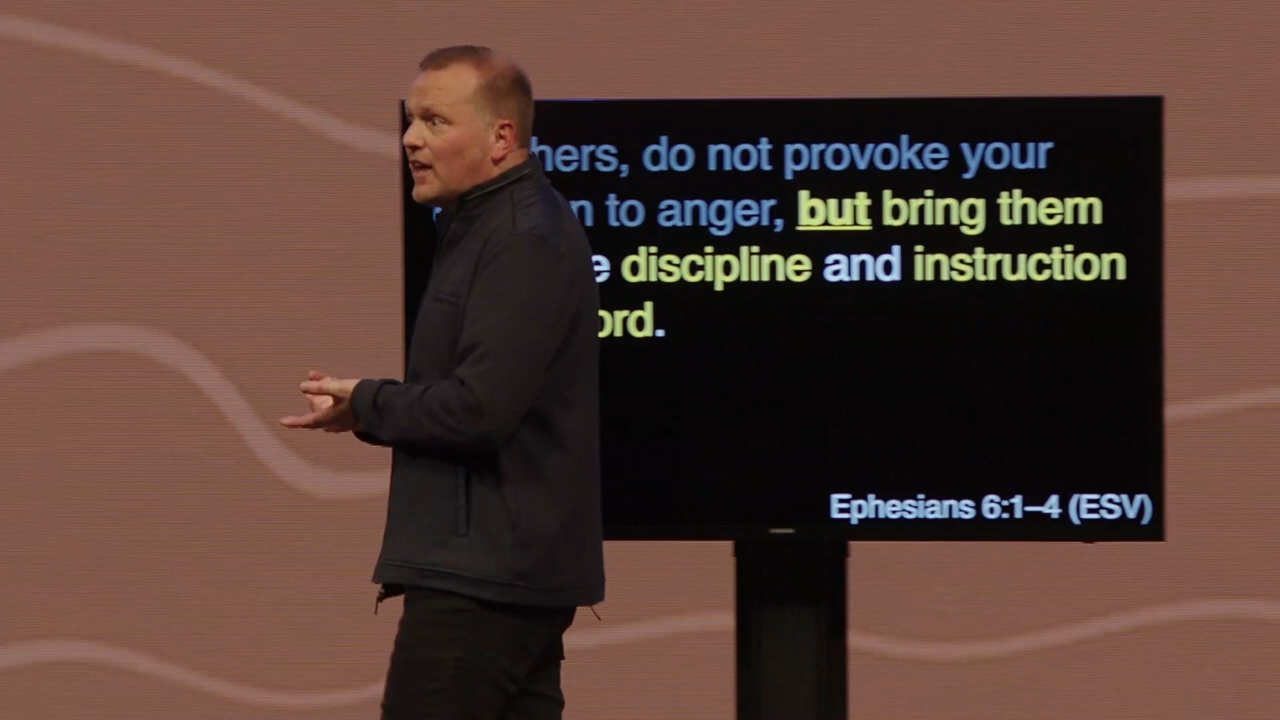 hers, do not provoke your
n to anger, but bring them
e discipline and instruction
ord.
Ephesians 6:1–4 (ESV)